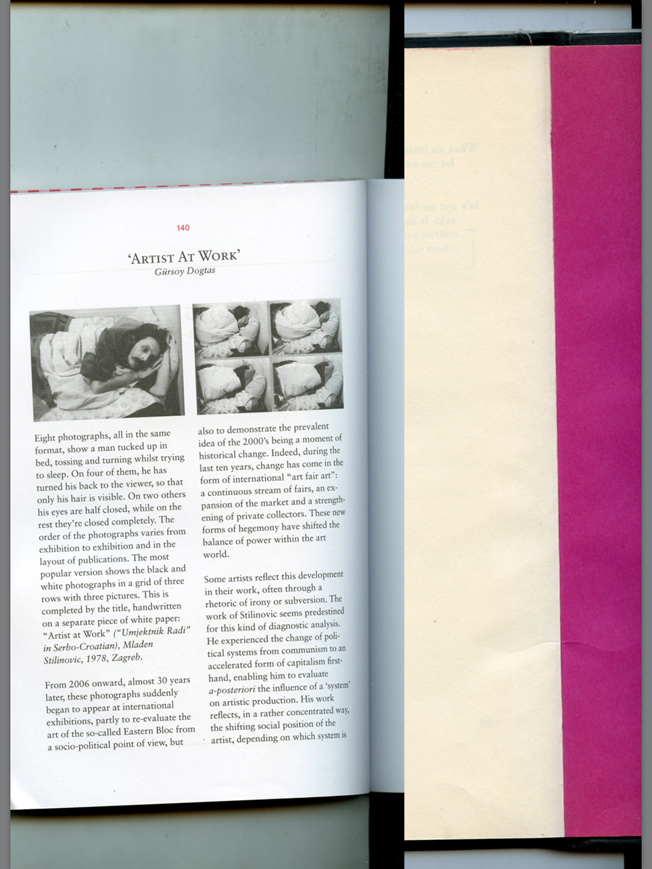 140
‘ARTIST AT WORK’
Gürsoy Dogtas
Eight photographs, all in the same
format, show a man tucked up in
bed, tossing and turning whilst trying
to sleep. On four of them, he has
turned his back to the viewer, so that
only his hair is visible. On two others
his eyes are half closed, while on the
rest they’re closed completely. The
order of the photographs varies from
exhibition to exhibition and in the
layout of publications. The most
popular version shows the black and
white photographs in a grid of three
rows with three pictures. This is
completed by the title, handwritten
on a separate piece of white paper:
“Artist at Work” (“Umjektnik Radi”
in Serbo-Croatian), Mladen
Stilinovic, 1978, Zagreb.
From 2006 onward, almost 30 years
later, these photographs suddenly
began to appear at international
exhibitions, partly to re-evaluate the
art of the so-called Eastern Bloc from
a socio-political point of view, but
also to demonstrate the prevalent
idea of the 2000’s being a moment of
historical change. Indeed, during the
last ten years, change has come in the
form of international “art fair art”:
a continuous stream of fairs, an ex-
pansion of the market and a strength-
ening of private collectors. These new
forms of hegemony have shifted the
balance of power within the art
world.
Some artists reflect this development
in their work, often through a
rhetoric of irony or subversion. The
work of Stilinovic seems predestined
for this kind of diagnostic analysis.
He experienced the change of poli-
tical systems from communism to an
accelerated form of capitalism first-
hand, enabling him to evaluate
a-posteriori the influence of a ‘system’
on artistic production. His work
reflects, in a rather concentrated way,
the shifting social position of the
artist, depending on which system is